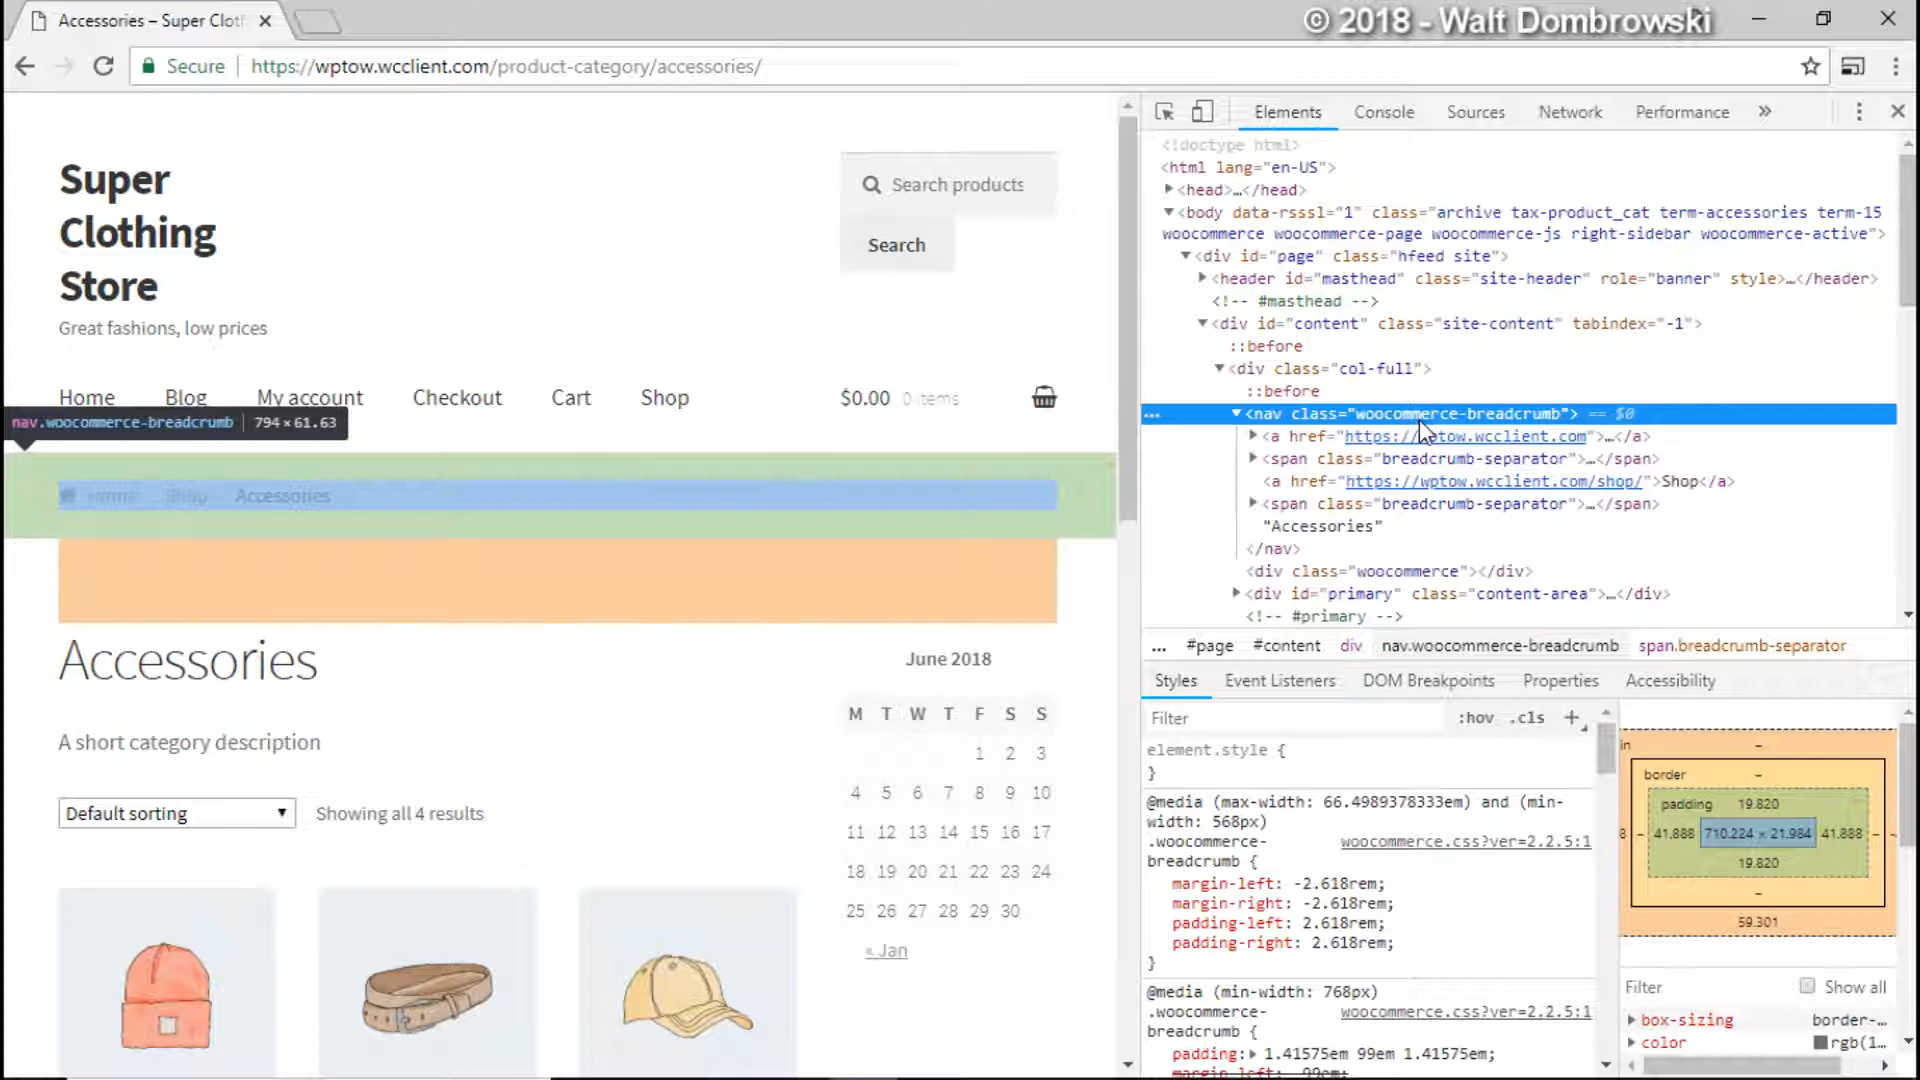 © 2018 - Walt Dombrowski
Accessories – Super Clot
Secure
https://wptow.wcclient.com/product-category/accessories/
Super
Clothing
Store
Great fashions, low prices
Search products
Search
Home Blog My account Checkout Cart Shop
$0.00 0 items
nav.woocommerce-breadcrumb 794 × 61.63
Home Shop Accessories
Accessories
A short category description
Default sorting
Showing all 4 results
June 2018
M T W T F S S
1 2 3
4 5 6 7 8 9 10
11 12 13 14 15 16 17
18 19 20 21 22 23 24
25 26 27 28 29 30
« Jan
Elements Console Sources Network Performance »
<!doctype html>
<html lang="en-US">
<head>…</head>
<body data-rsssl="1" class="archive tax-product_cat term-accessories term-15
woocommerce woocommerce-page woocommerce-js right-sidebar woocommerce-active">
<div id="page" class="hfeed site">
<header id="masthead" class="site-header" role="banner" style>…</header>
<!-- #masthead -->
<div id="content" class="site-content" tabindex="-1">
::before
<div class="col-full">
::before
… <nav class="woocommerce-breadcrumb"> == $0
<a href="https://wptow.wcclient.com">…</a>
<span class="breadcrumb-separator">…</span>
<a href="https://wptow.wcclient.com/shop/">Shop</a>
<span class="breadcrumb-separator">…</span>
"Accessories"
</nav>
<div class="woocommerce"></div>
<div id="primary" class="content-area">…</div>
<!-- #primary -->
… #page #content div nav.woocommerce-breadcrumb span.breadcrumb-separator
Styles Event Listeners DOM Breakpoints Properties Accessibility
Filter :hov .cls +
element.style {
}
@media (max-width: 66.4989378333em) and (min-
width: 568px)
.woocommerce- woocommerce.css?ver=2.2.5:1
breadcrumb {
margin-left: -2.618rem;
margin-right: -2.618rem;
padding-left: 2.618rem;
padding-right: 2.618rem;
}
@media (min-width: 768px)
.woocommerce- woocommerce.css?ver=2.2.5:1
breadcrumb {
padding: 1.41575em 99em 1.41575em;
margin-left: -99em;
in –
border –
padding 19.820
8 – 41.888 710.224 × 21.984 41.888 – –
19.820
–
59.301
Filter Show all
box-sizing border-…
color rgb(1…